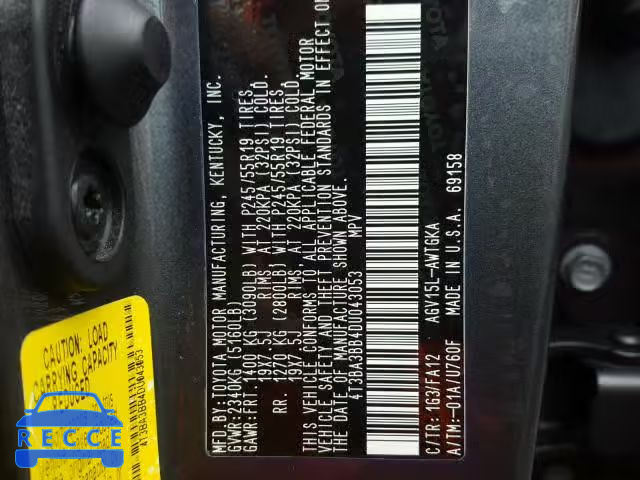 MFD.BY:TOYOTA MOTOR MANUFACTURING, KENTUCKY, INC.
GVWR:2340KG (5160LB)
GAWR:FRT. 1400 KG (3090LB) WITH P245/55R19 TIRES,
19X7.5J RIMS, AT 220KPA (32PSI) COLD.
RR. 1270 KG (2800LB) WITH P245/55R19 TIRES,
19X7.5J RIMS, AT 220KPA (32PSI) COLD.
THIS VEHICLE CONFORMS TO ALL APPLICABLE FEDERAL MOTOR
VEHICLE SAFETY AND THEFT PREVENTION STANDARDS IN EFFECT ON
THE DATE OF MANUFACTURE SHOWN ABOVE.
4T3BA3BB4DU043053 MPV
C/TR:1G3/FA12 AGV15L-AWTGKA
A/TM:-01A/U760F MADE IN U.S.A. 69158
CAUTION: LOAD
CARRYING CAPACITY
REDUCED
4T3BA3BB4DU043053